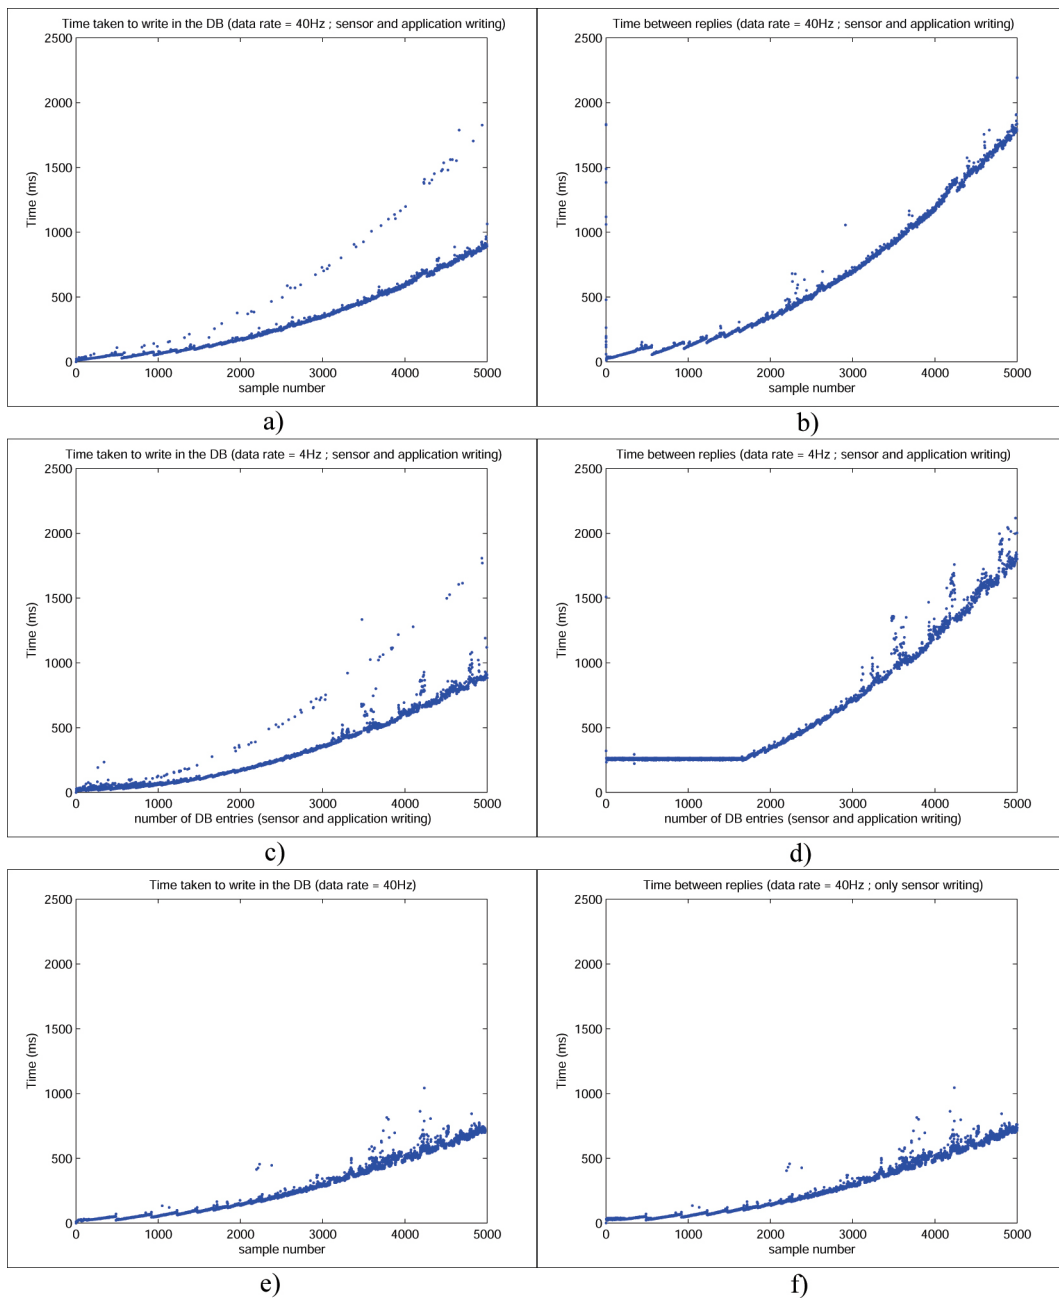 Time taken to write in the DB (data rate = 40Hz ; sensor and application writing)
2500
2000
1500
1000
500
0
Time (ms)
0 1000 2000 3000 4000 5000
sample number
a)
Time between replies (data rate = 40Hz ; sensor and application writing)
2500
2000
1500
1000
500
0
Time (ms)
0 1000 2000 3000 4000 5000
sample number
b)
Time taken to write in the DB (data rate = 4Hz ; sensor and application writing)
2500
2000
1500
1000
500
0
Time (ms)
0 1000 2000 3000 4000 5000
number of DB entries (sensor and application writing)
c)
Time between replies (data rate = 4Hz ; sensor and application writing)
2500
2000
1500
1000
500
0
Time (ms)
0 1000 2000 3000 4000 5000
number of DB entries (sensor and application writing)
d)
Time taken to write in the DB (data rate = 40Hz)
2500
2000
1500
1000
500
0
Time (ms)
0 1000 2000 3000 4000 5000
sample number
e)
Time between replies (data rate = 40Hz ; only sensor writing)
2500
2000
1500
1000
500
0
Time (ms)
0 1000 2000 3000 4000 5000
sample number
f)